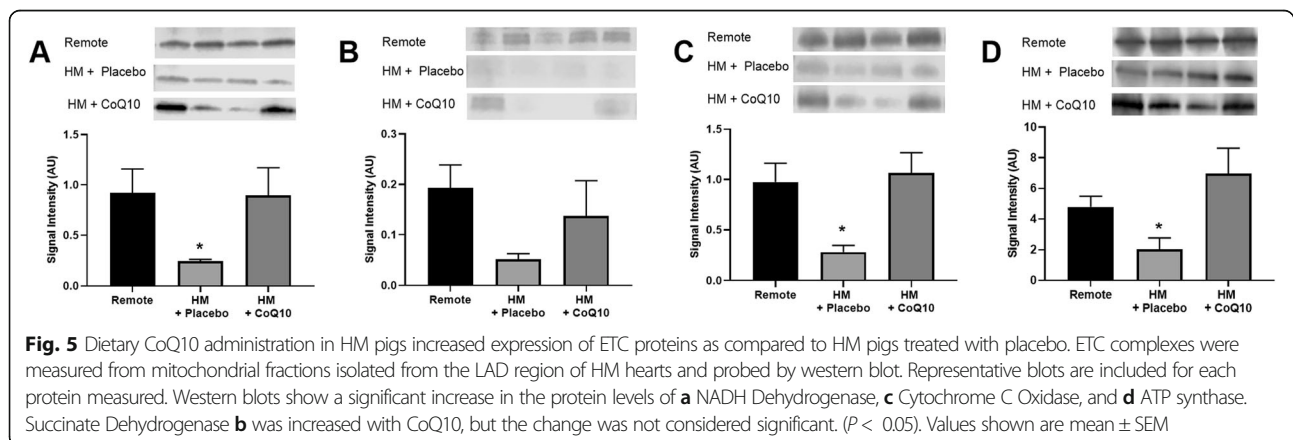 A
Remote
HM + Placebo
HM + CoQ10
Signal Intensity (AU)
1.5
1.0
0.5
0.0
Remote
HM
+ Placebo
HM
+ CoQ10
B
Remote
HM + Placebo
HM + CoQ10
Signal Intensity (AU)
0.3
0.2
0.1
0.0
Remote
HM
+ Placebo
HM
+ CoQ10
C
Remote
HM + Placebo
HM + CoQ10
Signal Intensity (AU)
1.5
1.0
0.5
0.0
*
Remote
HM
+ Placebo
HM
+ CoQ10
D
Remote
HM + Placebo
HM + CoQ10
Signal Intensity (AU)
10
8
6
4
2
0
*
Remote
HM
+ Placebo
HM
+ CoQ10
Fig. 5 Dietary CoQ10 administration in HM pigs increased expression of ETC proteins as compared to HM pigs treated with placebo. ETC complexes were
measured from mitochondrial fractions isolated from the LAD region of HM hearts and probed by western blot. Representative blots are included for each
protein measured. Western blots show a significant increase in the protein levels of a NADH Dehydrogenase, c Cytochrome C Oxidase, and d ATP synthase.
Succinate Dehydrogenase b was increased with CoQ10, but the change was not considered significant. (P < 0.05). Values shown are mean ± SEM